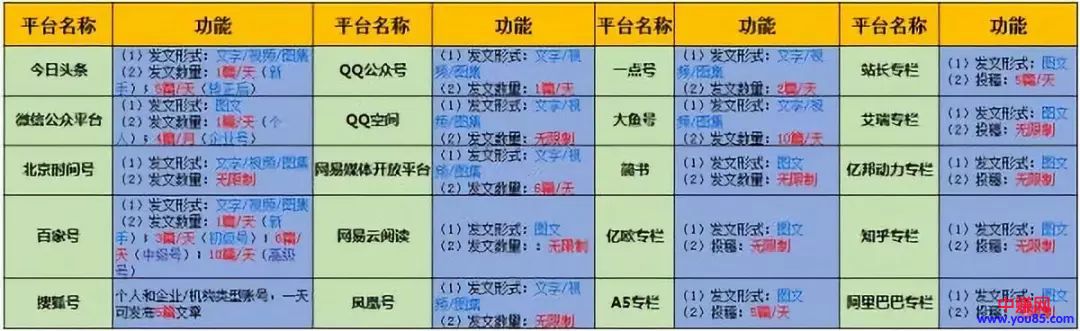 平台名称 功能 平台名称 功能 平台名称 功能 平台名称 功能
今日头条
(1) 发文形式：文字/视频/图集
(2) 发文数量：1篇/天（新
手）；5篇/天（转正后）
QQ公众号
(1) 发文形式：文字/视
频/图集
(2) 发文数量：1篇/天
一点号
(1) 发文形式：文字/视
频/图集
(2) 发文数量：2篇/天
站长专栏
(1) 发文形式：图文
(2) 投稿：5篇/天
微信公众平台
(1) 发文形式：图文
(2) 发文数量：1篇/天（个
人）；4篇/月（企业号）
QQ空间
(1) 发文形式：文字/视
频/图集
(2) 发文数量：无限制
大鱼号
(1) 发文形式：文字/视
频/图集
(2) 发文数量：10篇/天
艾瑞专栏
(1) 发文形式：图文
(2) 投稿：无限制
北京时间号
(1) 发文形式：文字/视频/图集
(2) 发文数量：无限制
网易媒体开放平台
(1) 发文形式：文字/视
频/图集
(2) 发文数量：6篇/天
简书
(1) 发文形式：图文
(2) 发文数量：无限制
亿邦动力专栏
(1) 发文形式：图文
(2) 投稿：无限制
百家号
(1) 发文形式：文字/视频/图集
(2) 发文数量：1篇/天（新
手）；3篇/天（初级号）；6篇/
天（中级号）；10篇/天（高级
号）
网易云阅读
(1) 发文形式：图文
(2) 发文数量：：无限制
亿欧专栏
(1) 发文形式：图文
(2) 投稿：无限制
知乎专栏
(1) 发文形式：图文
(2) 投稿：无限制
搜狐号
个人和企业/机构类型账号，一天
可发布5篇文章
凤凰号
(1) 发文形式：文字/视
频/图集
(2) 发文数量：无限制
A5专栏
(1) 发文形式：图文
(2) 投稿：5篇/天
阿里巴巴专栏
(1) 发文形式：图文
(2) 投稿：无限制
中赚网
www.you85.com